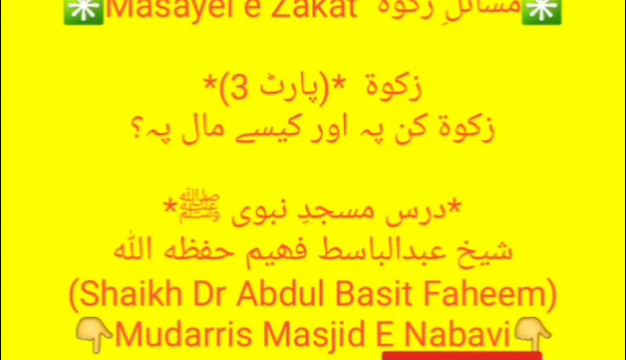 ✳️Masayel e Zakat مسائلِ زکوۃ✳️
زکوۃ *(پارٹ 3)*
زکوۃ کن پہ اور کیسے مال پہ؟
*درس مسجدِ نبوی ﷺ*
شیخ عبدالباسط فھیم حفظه الله
(Shaikh Dr Abdul Basit Faheem)
👇Mudarris Masjid E Nabavi👇